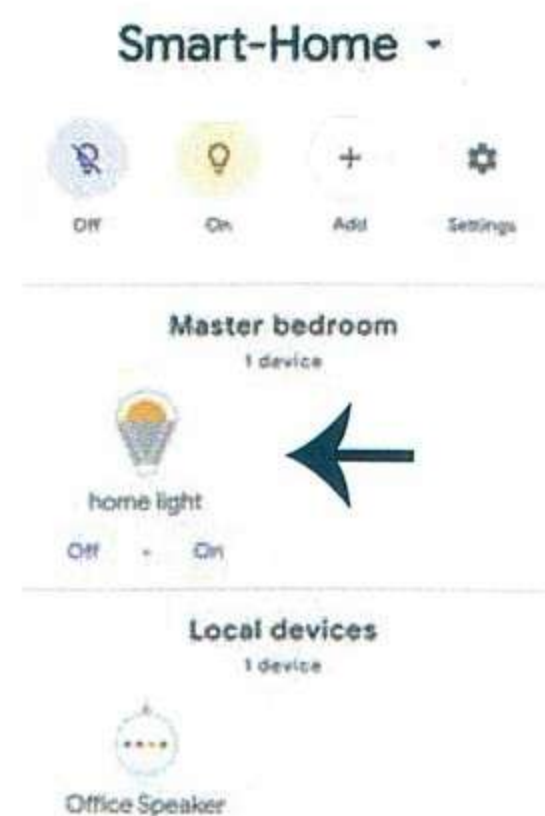 Smart-Home
Off On Add Settings
Master bedroom
1 device
home light
Off - On
Local devices
1 device
Office Speaker